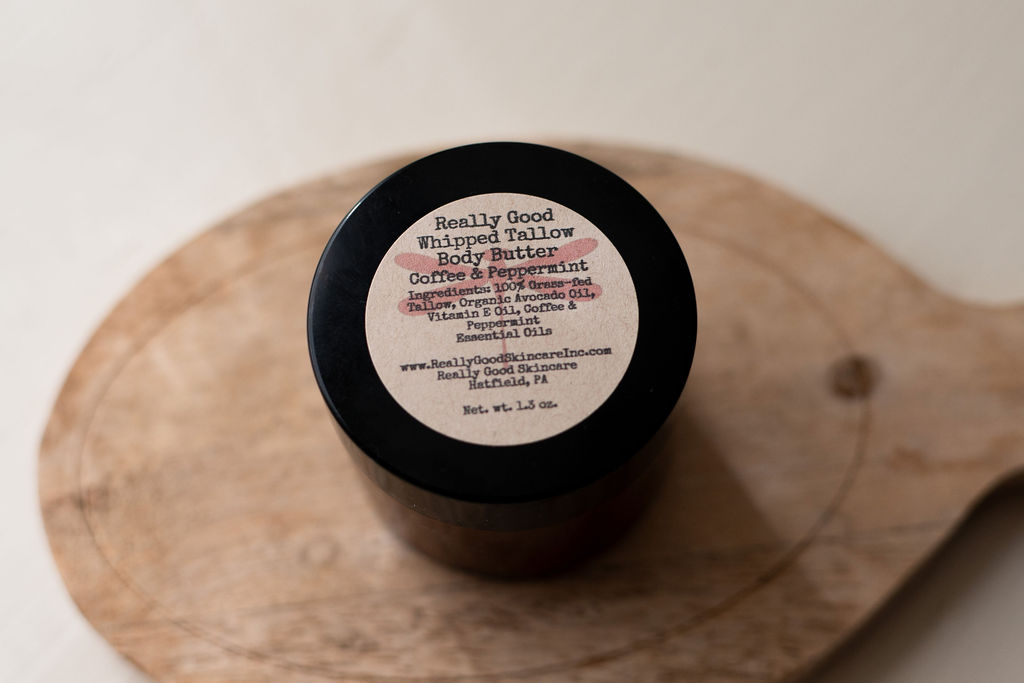 Really Good
Whipped Tallow
Body Butter
Coffee & Peppermint
Ingredients: 100% Grass-fed
Tallow, Organic Avocado Oil,
Vitamin E Oil, Coffee &
Peppermint
Essential Oils
www.ReallyGoodSkincareInc.com
Really Good Skincare
Hatfield, PA
Net. wt. 1.3 oz.